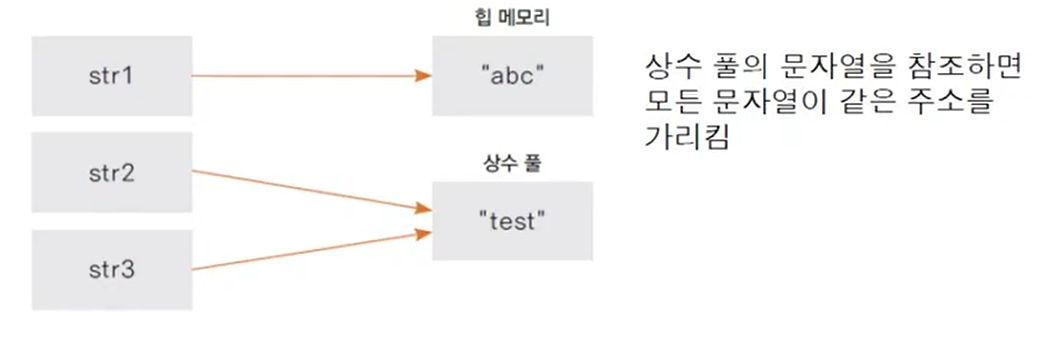 힙 메모리
str1
"abc"
상수 풀의 문자열을 참조하면
모든 문자열이 같은 주소를
가리킴
str2
상수 풀
"test"
str3